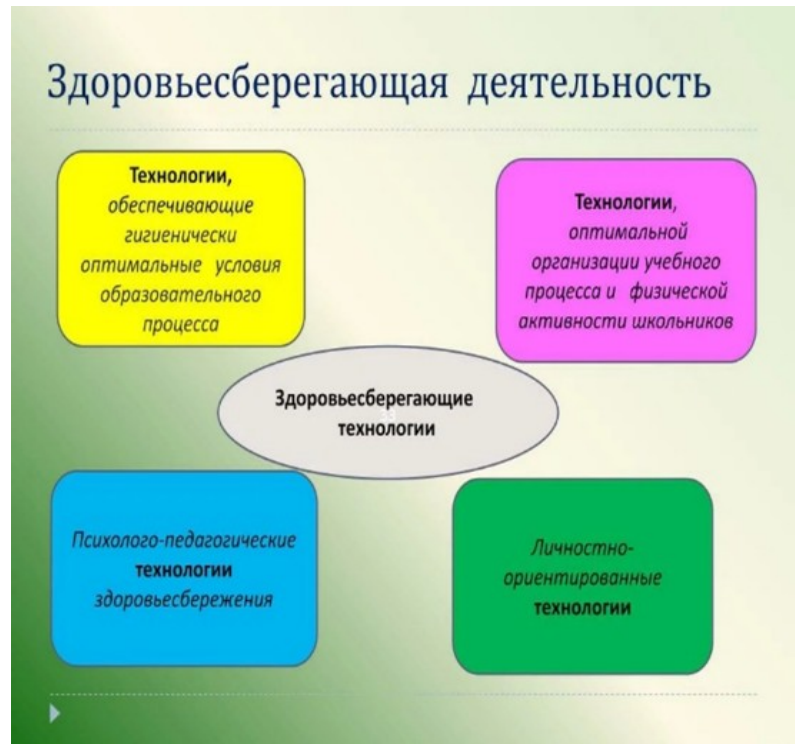 Здоровьесберегающая деятельность
Технологии,
обеспечивающие
гигиенически
оптимальные условия
образовательного
процесса
Технологии,
оптимальной
организации учебного
процесса и физической
активности школьников
Здоровьесберегающие
33
технологии
Психолого-педагогические
технологии
здоровьесбережения
Личностно-
ориентированные
технологии